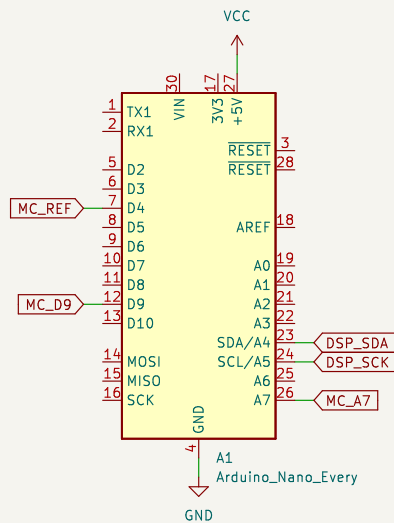 VCC
30 17 27
VIN 3V3 +5V
1 TX1
2 RX1
RESET 3
RESET 28
5 D2
6 D3
MC_REF 7 D4
8 D5 AREF 18
9 D6
10 D7 A0 19
11 D8 A1 20
MC_D9 12 D9 A2 21
13 D10 A3 22
SDA/A4 23 DSP_SDA
14 MOSI SCL/A5 24 DSP_SCK
15 MISO A6 25
16 SCK A7 26 MC_A7
GND
4
A1
Arduino_Nano_Every
GND